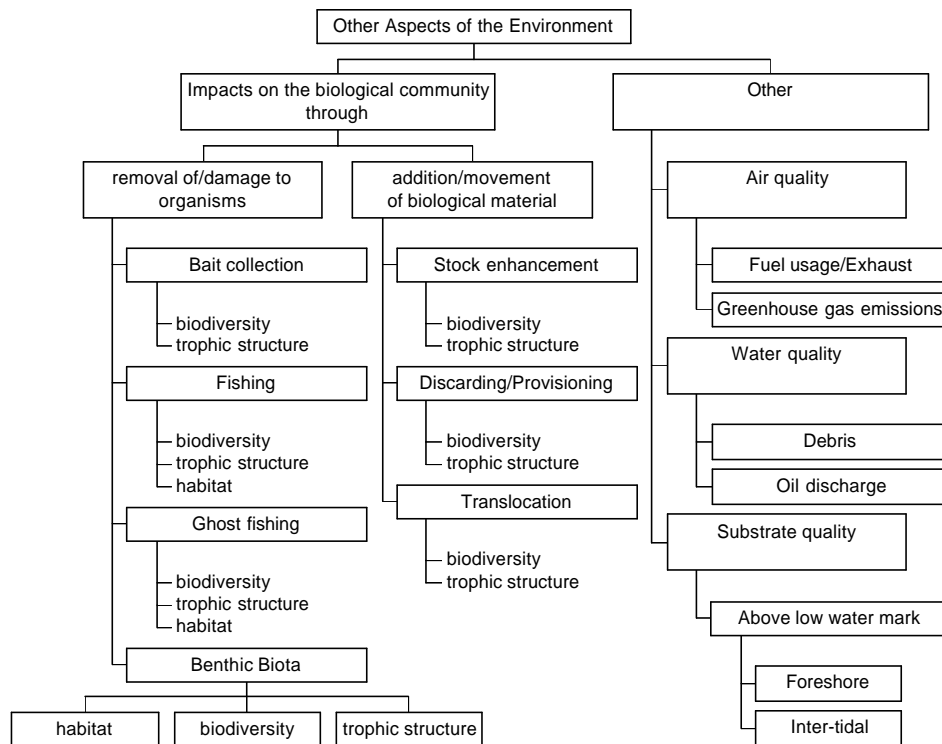 Other Aspects of the Environment
Impacts on the biological community
through
removal of/damage to
organisms
Bait collection
biodiversity
trophic structure
Fishing
biodiversity
trophic structure
habitat
Ghost fishing
biodiversity
trophic structure
habitat
Benthic Biota
habitat
biodiversity
trophic structure
addition/movement
of biological material
Stock enhancement
biodiversity
trophic structure
Discarding/Provisioning
biodiversity
trophic structure
Translocation
biodiversity
trophic structure
Other
Air quality
Fuel usage/Exhaust
Greenhouse gas emissions
Water quality
Debris
Oil discharge
Substrate quality
Above low water mark
Foreshore
Inter-tidal